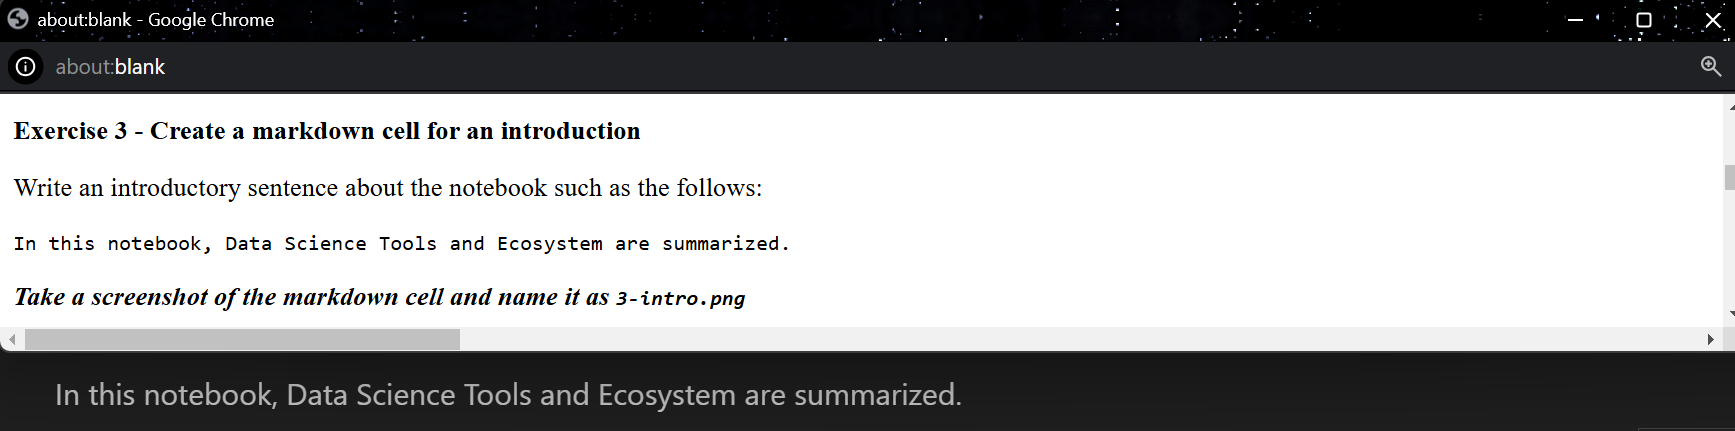 about:blank - Google Chrome
about:blank
Exercise 3 - Create a markdown cell for an introduction
Write an introductory sentence about the notebook such as the follows:
In this notebook, Data Science Tools and Ecosystem are summarized.
Take a screenshot of the markdown cell and name it as 3-intro.png
In this notebook, Data Science Tools and Ecosystem are summarized.